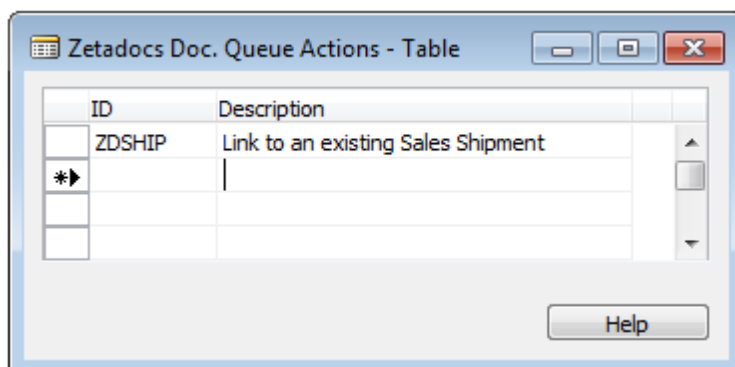 Zetadocs Doc. Queue Actions - Table
ID Description
ZDSHIP Link to an existing Sales Shipment
Help